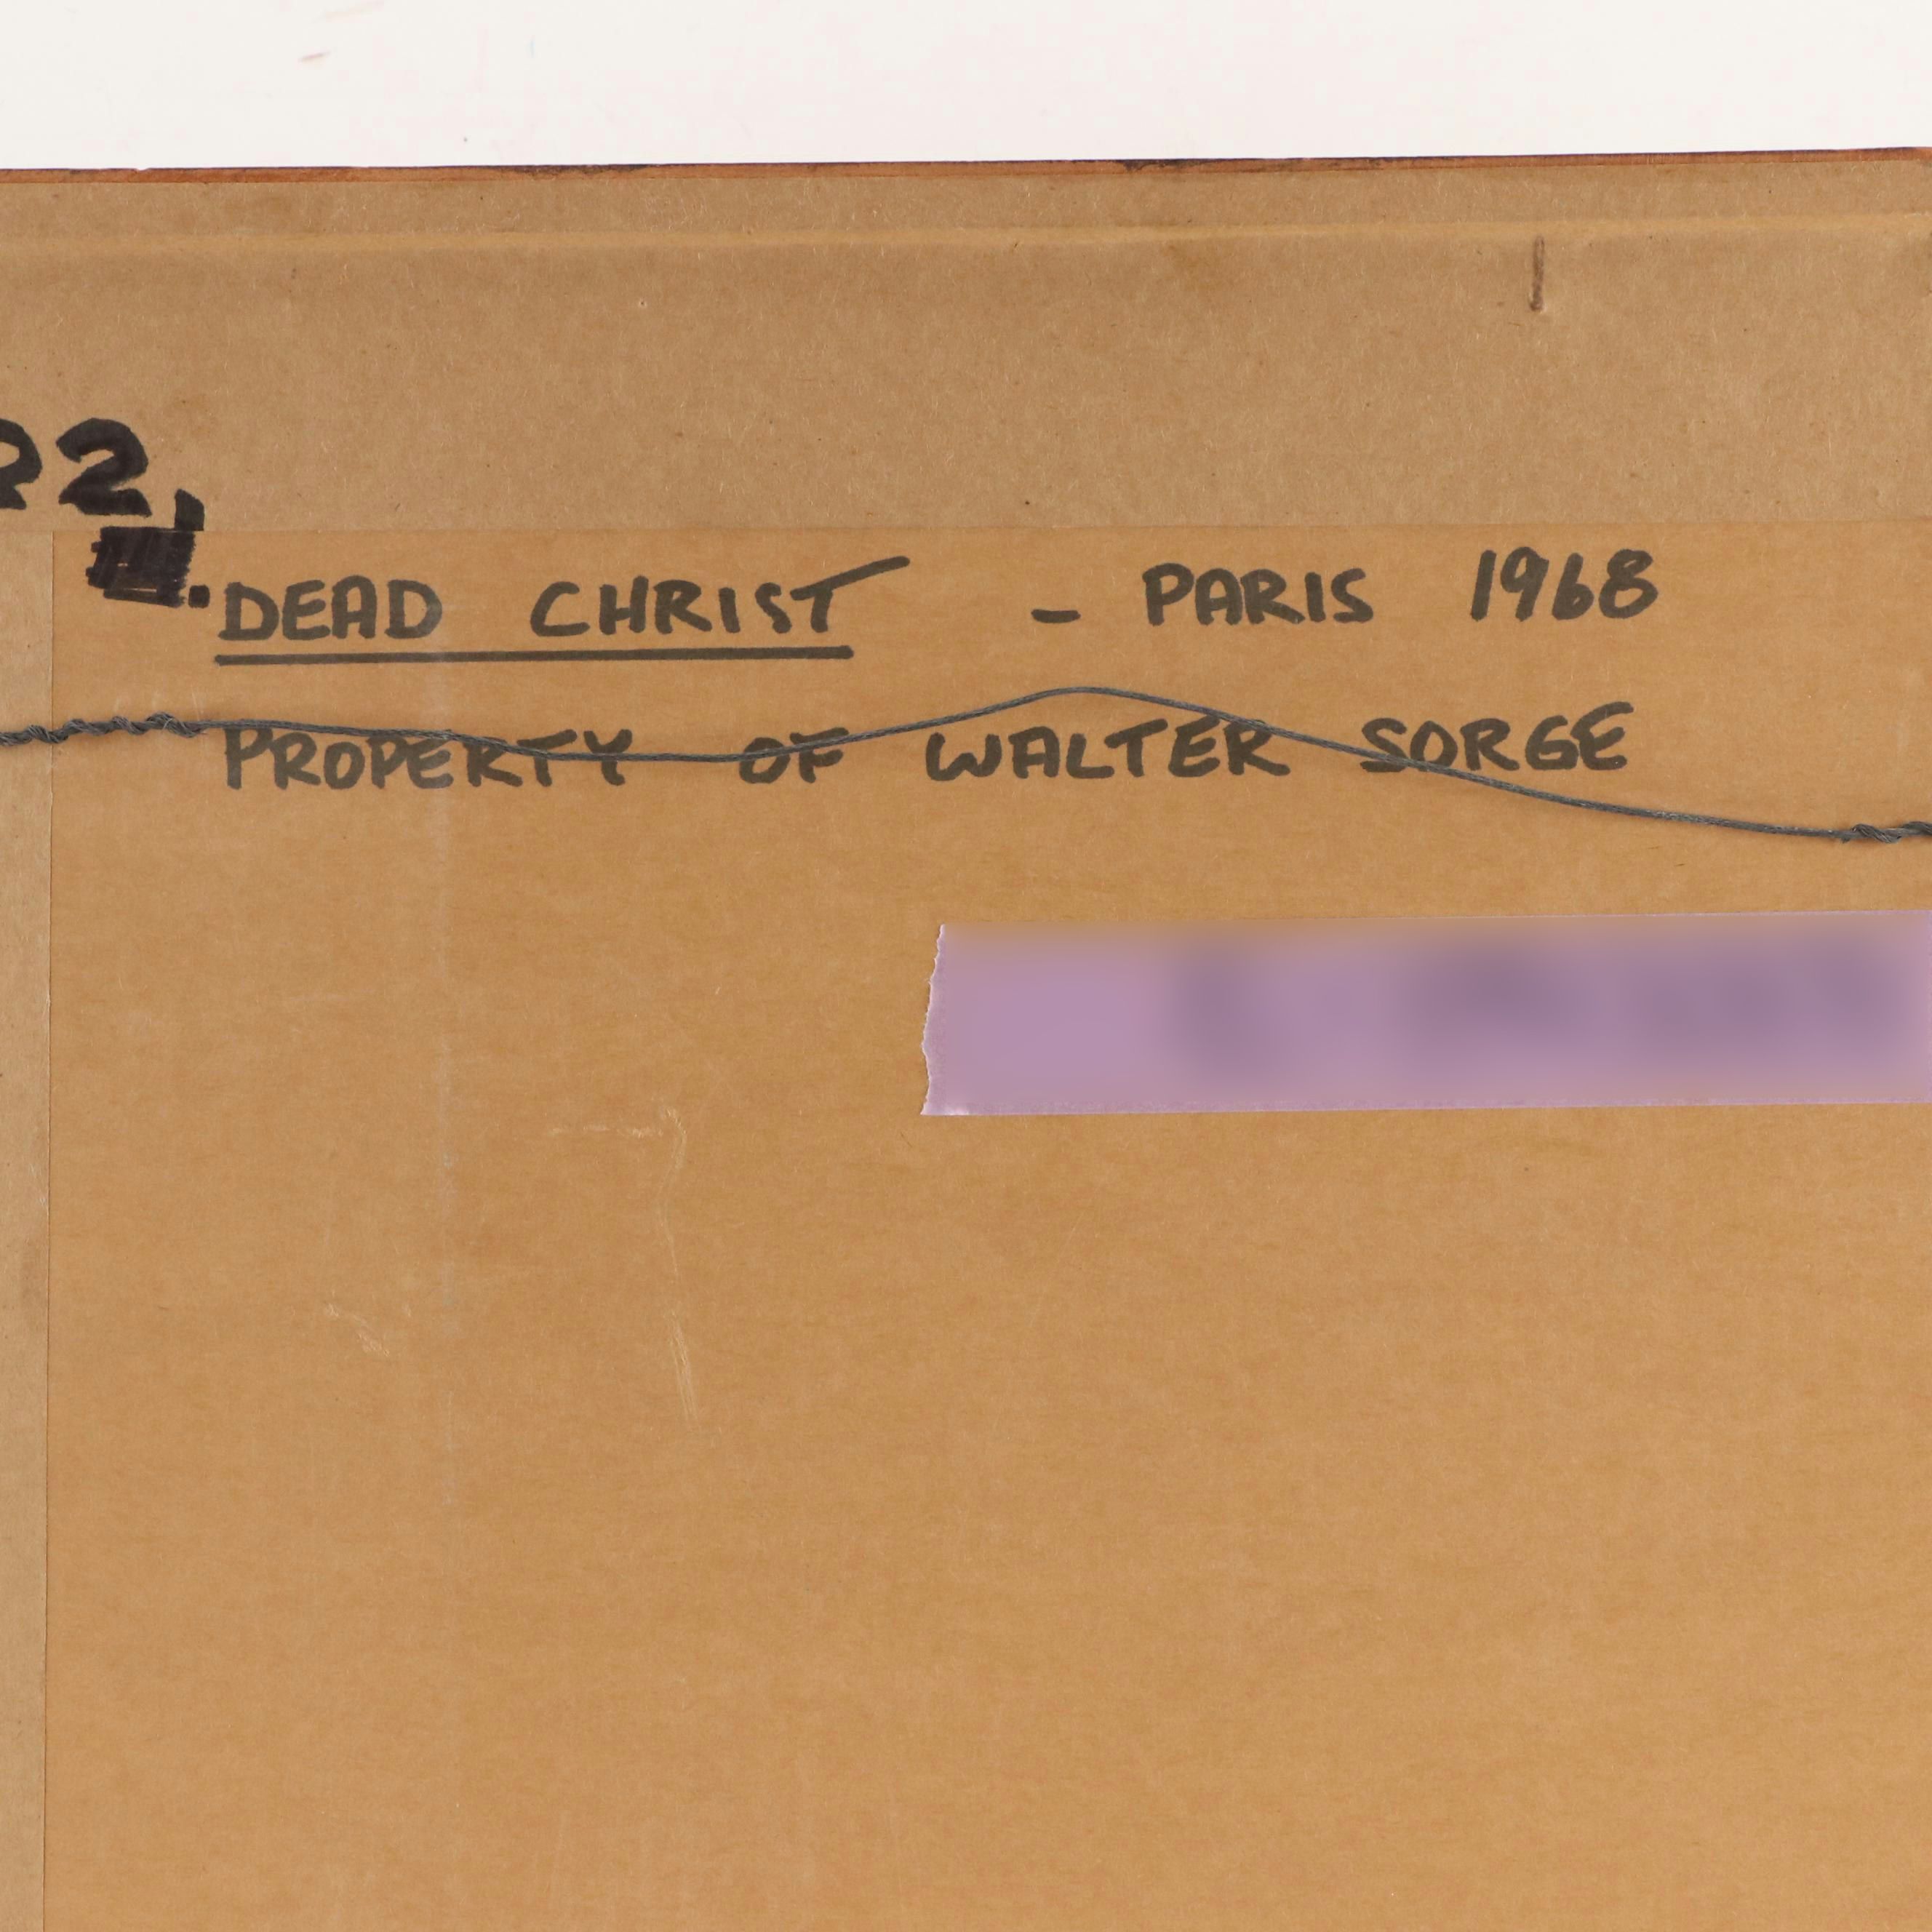 22,
DEAD CHRIST - PARIS 1968
PROPERTY OF WALTER SORGE